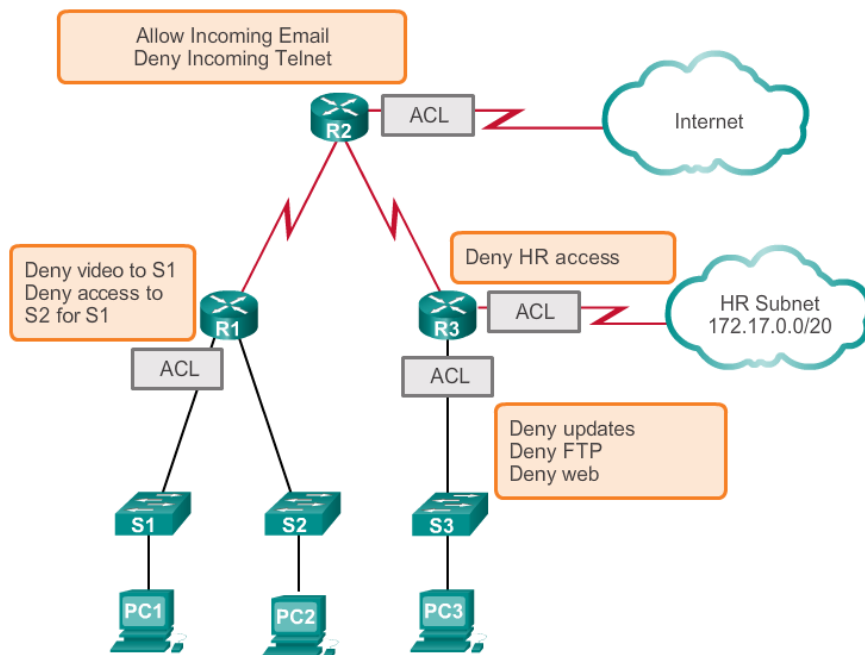 Allow Incoming Email
Deny Incoming Telnet
ACL
R2
Internet
Deny video to S1
Deny access to
S2 for S1
Deny HR access
R1
R3
ACL
HR Subnet
172.17.0.0/20
ACL
ACL
Deny updates
Deny FTP
Deny web
S1
S2
S3
PC1
PC2
PC3